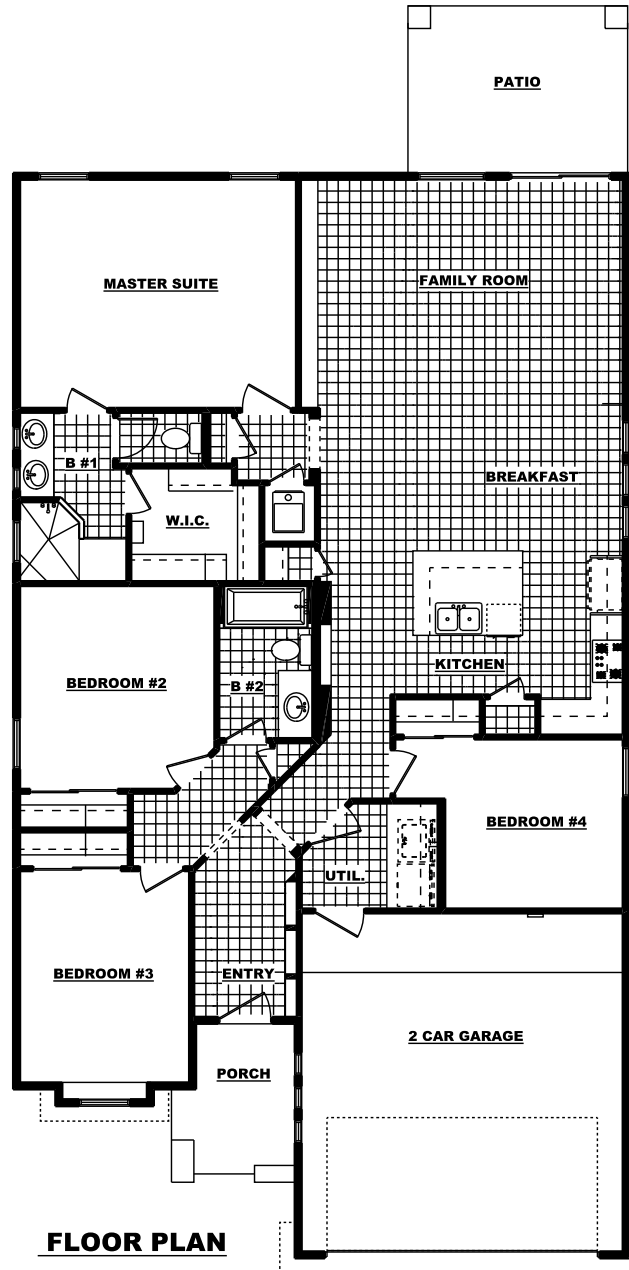 PATIO
MASTER SUITE
FAMILY ROOM
B #1
BREAKFAST
W.I.C.
KITCHEN
BEDROOM #2
B #2
BEDROOM #4
UTIL.
BEDROOM #3
ENTRY
2 CAR GARAGE
PORCH
FLOOR PLAN